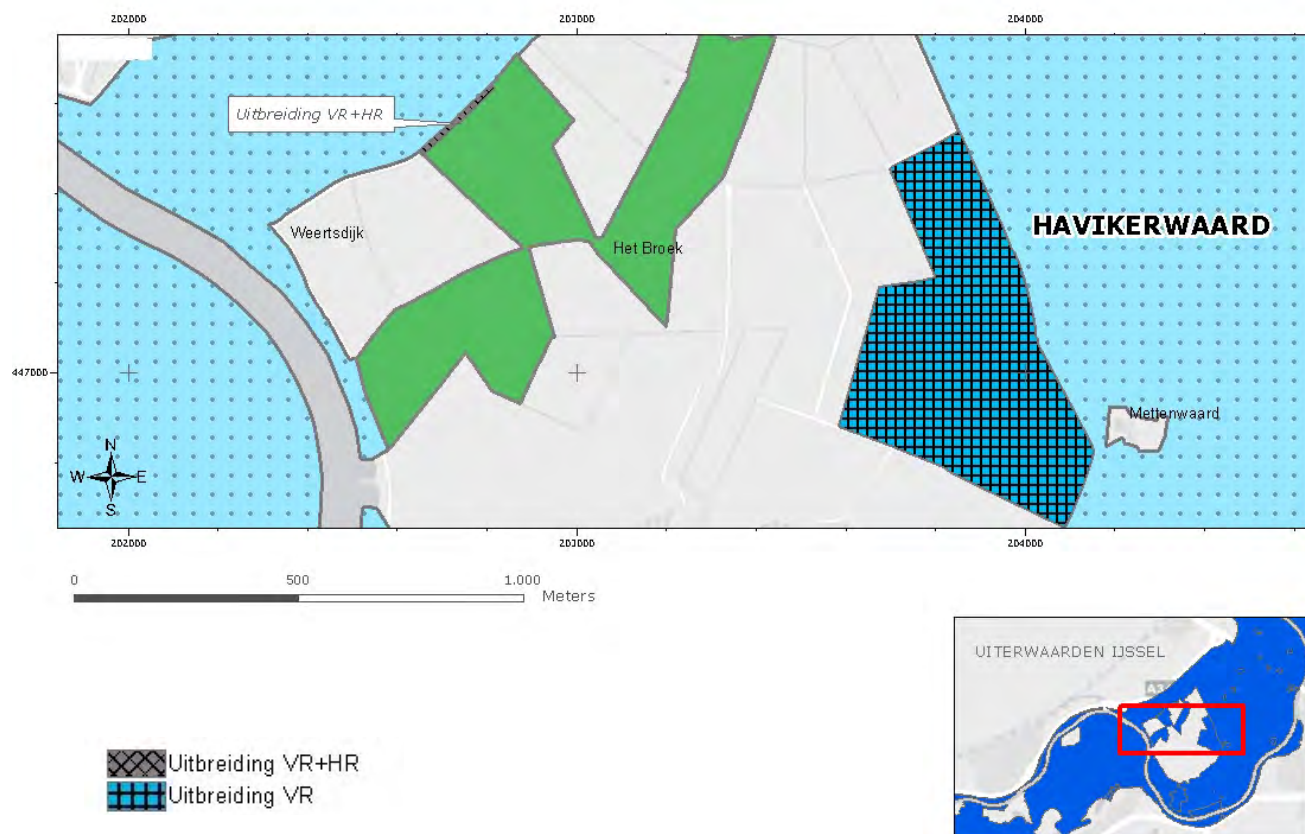 202000 203000 204000
Uitbreiding VR+HR
Weertsdijk
Het Broek
HAVIKERWAARD
447000
Mettenwaard
N
W E
S
202000 203000 204000
0 500 1.000
Meters
UITERWAARDEN IJSSEL
Uitbreiding VR+HR
Uitbreiding VR